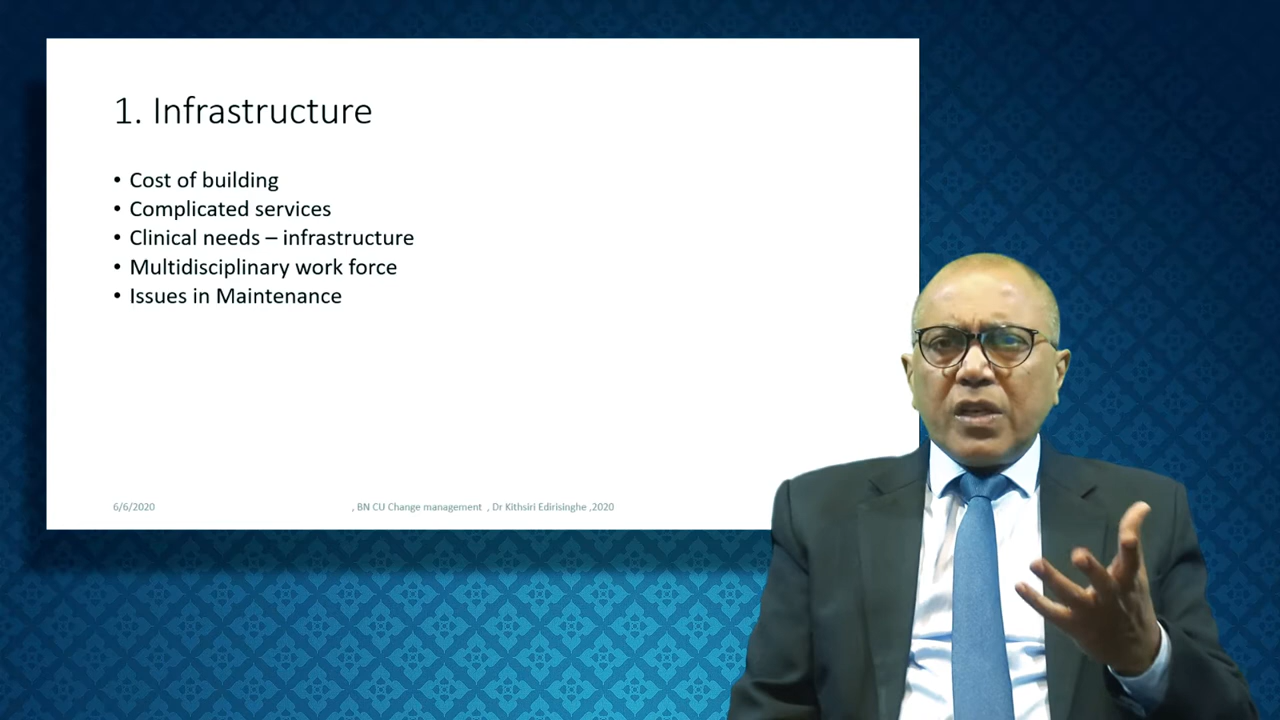 1. Infrastructure
• Cost of building
• Complicated services
• Clinical needs – infrastructure
• Multidisciplinary work force
• Issues in Maintenance
6/6/2020
, BN CU Change management , Dr Kithsiri Edirisinghe ,2020